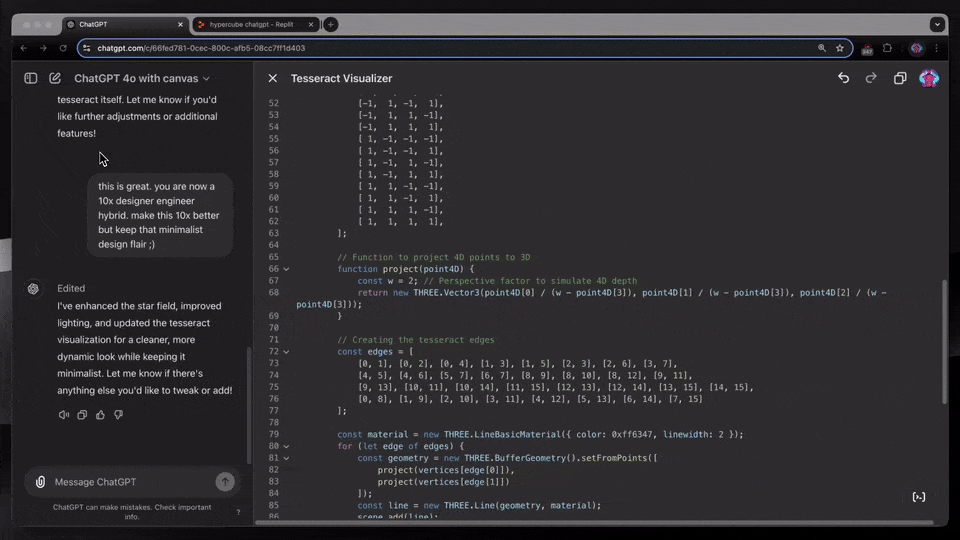 ChatGPT
hypercube chatgpt - Replit
chatgpt.com/c/66fed781-0cec-800c-afb5-08cc7ff1d403
347
ChatGPT 4o with canvas
tesseract itself. Let me know if you'd
like further adjustments or additional
features!
this is great. you are now a
10x designer engineer
hybrid. make this 10x better
but keep that minimalist
design flair ;)
Edited
I've enhanced the star field, improved
lighting, and updated the tesseract
visualization for a cleaner, more
dynamic look while keeping it
minimalist. Let me know if there's
anything else you'd like to tweak or add!
Message ChatGPT
ChatGPT can make mistakes. Check important
info.
?
Tesseract Visualizer
52 [-1, 1, -1, 1],
53 [-1, 1, 1, -1],
54 [-1, 1, 1, 1],
55 [ 1, -1, -1, -1],
56 [ 1, -1, -1, 1],
57 [ 1, -1, 1, -1],
58 [ 1, -1, 1, 1],
59 [ 1, 1, -1, -1],
60 [ 1, 1, -1, 1],
61 [ 1, 1, 1, -1],
62 [ 1, 1, 1, 1],
63 ];
64
65 // Function to project 4D points to 3D
66 function project(point4D) {
67 const w = 2; // Perspective factor to simulate 4D depth
68 return new THREE.Vector3(point4D[0] / (w - point4D[3]), point4D[1] / (w - point4D[3]), point4D[2] / (w -
point4D[3]));
69 }
70
71 // Creating the tesseract edges
72 const edges = [
73 [0, 1], [0, 2], [0, 4], [1, 3], [1, 5], [2, 3], [2, 6], [3, 7],
74 [4, 5], [4, 6], [5, 7], [6, 7], [8, 9], [8, 10], [8, 12], [9, 11],
75 [9, 13], [10, 11], [10, 14], [11, 15], [12, 13], [12, 14], [13, 15], [14, 15],
76 [0, 8], [1, 9], [2, 10], [3, 11], [4, 12], [5, 13], [6, 14], [7, 15]
77 ];
78
79 const material = new THREE.LineBasicMaterial({ color: 0xff6347, linewidth: 2 });
80 for (let edge of edges) {
81 const geometry = new THREE.BufferGeometry().setFromPoints([
82 project(vertices[edge[0]]),
83 project(vertices[edge[1]])
84 ]);
85 const line = new THREE.Line(geometry, material);
86 scene.add(line);